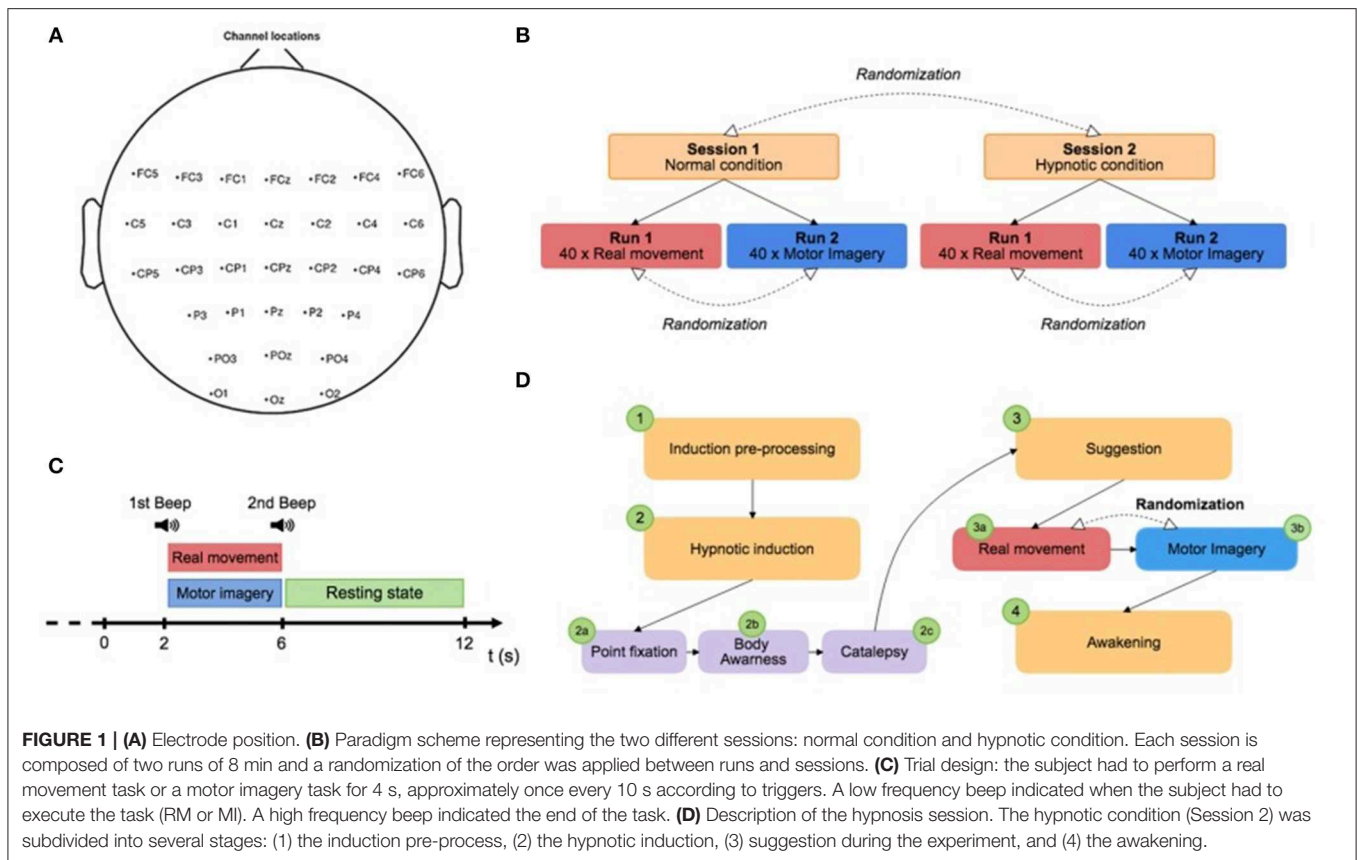 A
Channel locations
•FC5 •FC3 •FC1 •FCz •FC2 •FC4 •FC6
•C5 •C3 •C1 •Cz •C2 •C4 •C6
•CP5 •CP3 •CP1 •CPz •CP2 •CP4 •CP6
•P3 •P1 •Pz •P2 •P4
•PO3 •POz •PO4
•O1 •Oz •O2
B
Randomization
Session 1
Normal condition
Session 2
Hypnotic condition
Run 1
40 x Real movement
Run 2
40 x Motor Imagery
Run 1
40 x Real movement
Run 2
40 x Motor Imagery
Randomization
Randomization
C
1st Beep
2nd Beep
Real movement
Motor imagery
Resting state
0 2 6 12
t (s)
D
1
Induction pre-processing
2
Hypnotic induction
2a
Point fixation
2b
Body
Awarness
2c
Catalepsy
3
Suggestion
Randomization
3a
Real movement
3b
Motor Imagery
4
Awakening
FIGURE 1 | (A) Electrode position. (B) Paradigm scheme representing the two different sessions: normal condition and hypnotic condition. Each session is
composed of two runs of 8 min and a randomization of the order was applied between runs and sessions. (C) Trial design: the subject had to perform a real
movement task or a motor imagery task for 4 s, approximately once every 10 s according to triggers. A low frequency beep indicated when the subject had to
execute the task (RM or MI). A high frequency beep indicated the end of the task. (D) Description of the hypnosis session. The hypnotic condition (Session 2) was
subdivided into several stages: (1) the induction pre-process, (2) the hypnotic induction, (3) suggestion during the experiment, and (4) the awakening.